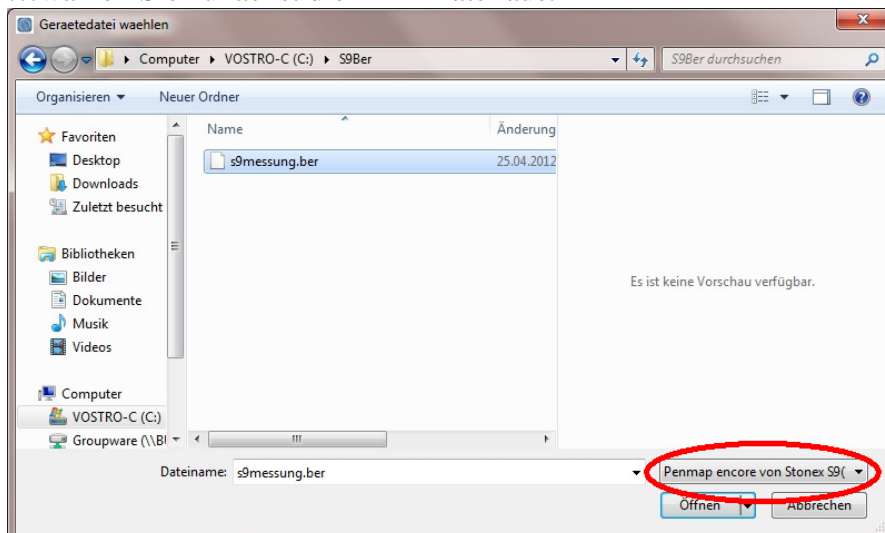 Geraetedatei waehlen
Computer ▸ VOSTRO-C (C:) ▸ S9Ber
S9Ber durchsuchen
Organisieren Neuer Ordner
Favoriten
Desktop
Downloads
Zuletzt besucht
Bibliotheken
Bilder
Dokumente
Musik
Videos
Computer
VOSTRO-C (C:)
Groupware (\\B
Name Änderung
s9messung.ber 25.04.2012
Es ist keine Vorschau verfügbar.
Dateiname: s9messung.ber
Penmap encore von Stonex S9(
Öffnen Abbrechen